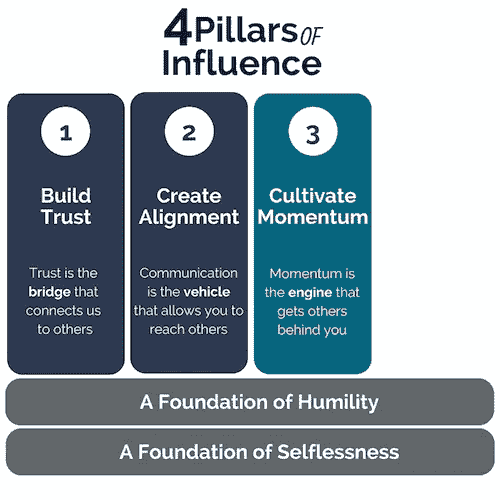 4 Pillars OF
Influence
1
Build
Trust
Trust is the
bridge that
connects us
to others
2
Create
Alignment
Communication
is the vehicle
that allows you to
reach others
3
Cultivate
Momentum
Momentum is
the engine that
gets others
behind you
A Foundation of Humility
A Foundation of Selflessness